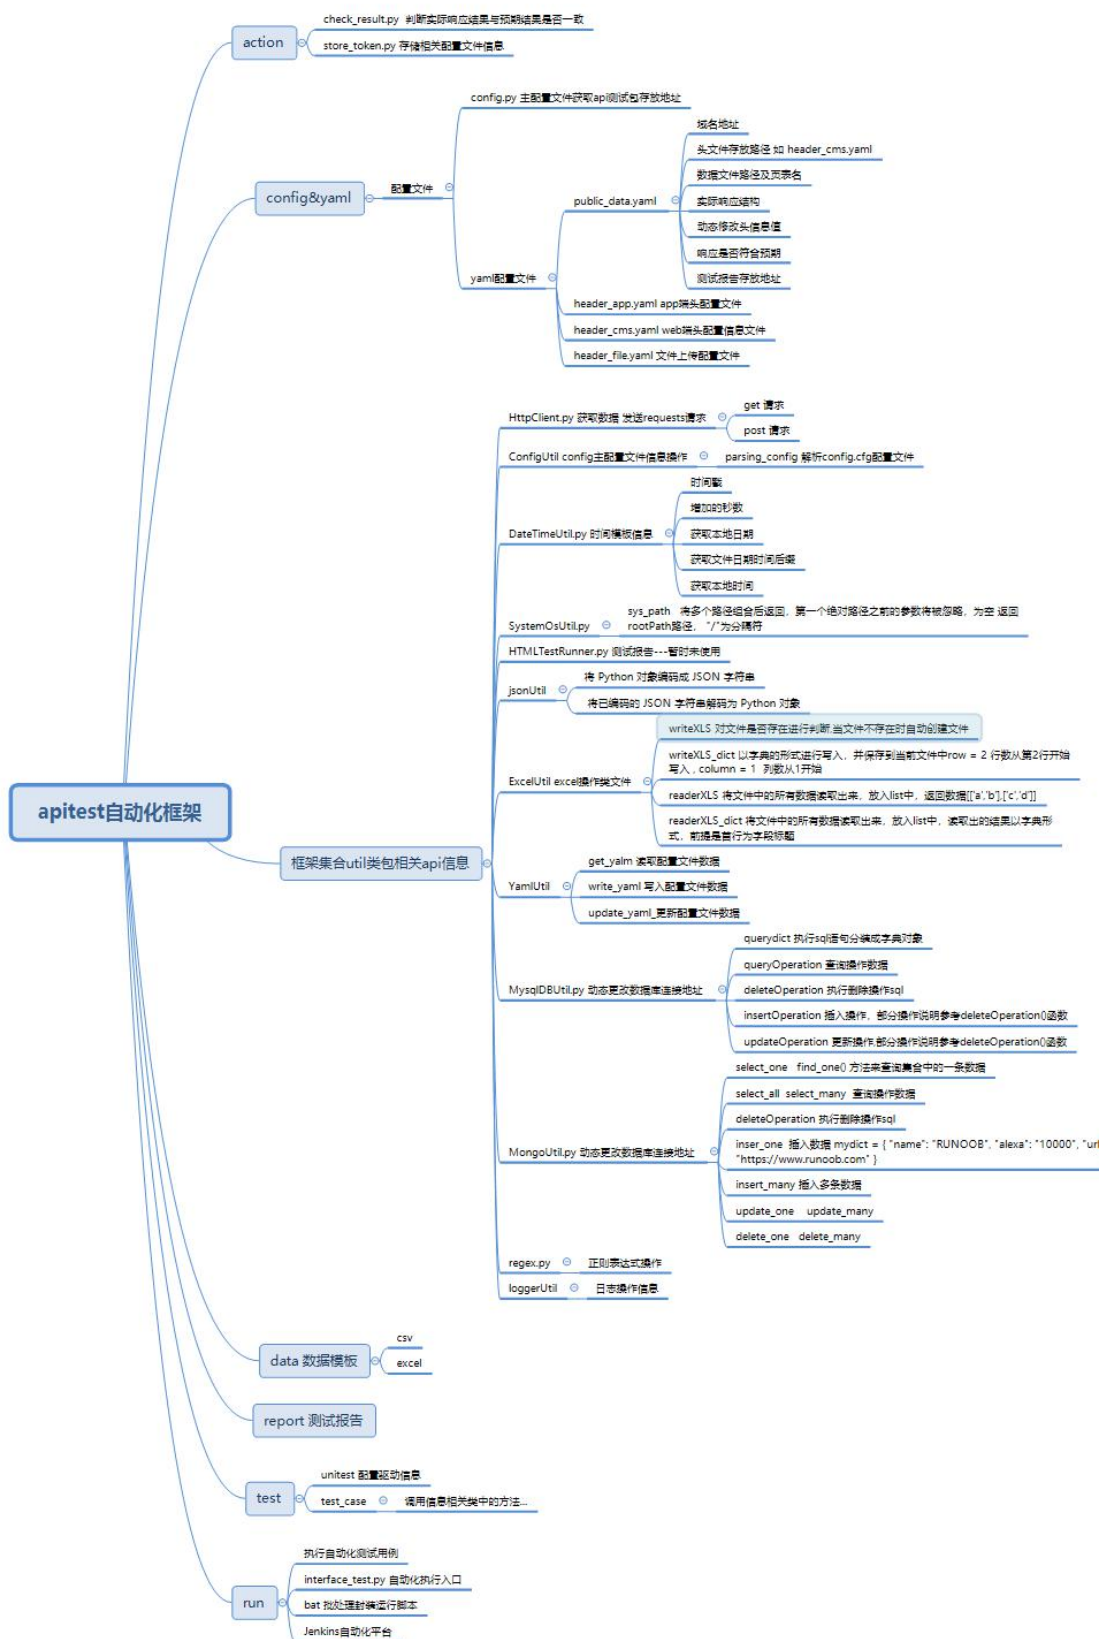 check_result.py 判断实际响应结果与预期结果是否一致
action
store_token.py 存储相关配置文件信息
config.py 主配置文件获取api测试包存放地址
域名地址
头文件存放路径 如 header_cms.yaml
数据文件路径及页表名
config&yaml
配置文件
public_data.yaml
实际响应结构
动态修改头信息值
响应是否符合预期
yaml配置文件
测试报告存放地址
header_app.yaml app端头配置文件
header_cms.yaml web端头配置信息文件
header_file.yaml 文件上传配置文件
HttpClient.py 获取数据 发送requests请求
get 请求
post 请求
ConfigUtil config主配置文件信息操作
parsing_config 解析config.cfg配置文件
时间戳
增加的秒数
DateTimeUtil.py 时间模板信息
获取本地日期
获取文件日期时间后缀
获取本地时间
SystemOsUtil.py
sys_path 将多个路径组合后返回，第一个绝对路径之前的参数将被忽略，为空 返回
rootPath路径， "/"为分隔符
HTMLTestRunner.py 测试报告---暂时未使用
jsonUtil
将 Python 对象编码成 JSON 字符串
将已编码的 JSON 字符串解码为 Python 对象
writeXLS 对文件是否存在进行判断,当文件不存在时自动创建文件
writeXLS_dict 以字典的形式进行写入，并保存到当前文件中row = 2 行数从第2行开始
写入 , column = 1 列数从1开始
ExcelUtil excel操作类文件
readerXLS 将文件中的所有数据读取出来，放入list中，返回数据[['a','b'],['c','d']]
readerXLS_dict 将文件中的所有数据读取出来，放入list中，读取出的结果以字典形
式，前提是首行为字段标题
apitest自动化框架
框架集合util类包相关api信息
get_yalm 读取配置文件数据
YamlUtil
write_yaml 写入配置文件数据
update_yaml_更新配置文件数据
querydict 执行sql语句分装成字典对象
queryOperation 查询操作数据
MysqlDBUtil.py 动态更改数据库连接地址
deleteOperation 执行删除操作sql
insertOperation 插入操作，部分操作说明参考deleteOperation()函数
updateOperation 更新操作,部分操作说明参考deleteOperation()函数
select_one find_one() 方法来查询集合中的一条数据
select_all select_many 查询操作数据
deleteOperation 执行删除操作sql
MongoUtil.py 动态更改数据库连接地址
inser_one 插入数据 mydict = { "name": "RUNOOB", "alexa": "10000", "url
"https://www.runoob.com" }
insert_many 插入多条数据
update_one update_many
delete_one delete_many
regex.py
正则表达式操作
loggerUtil
日志操作信息
csv
data 数据模板
excel
report 测试报告
unitest 配置驱动信息
test
test_case
调用信息相关类中的方法...
执行自动化测试用例
interface_test.py 自动化执行入口
run
bat 批处理封装运行脚本
Jenkins自动化平台